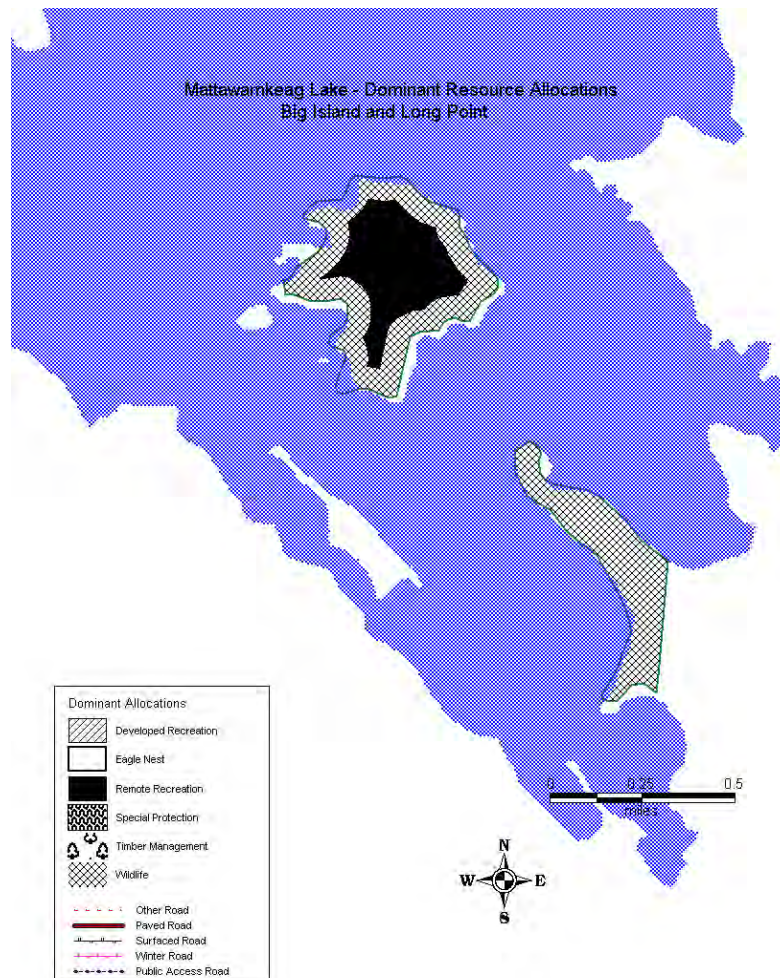 Mattawamkeag Lake - Dominant Resource Allocations
Big Island and Long Point
Dominant Allocations
Developed Recreation
Eagle Nest
Remote Recreation
Special Protection
Timber Management
Wildlife
Other Road
Paved Road
Surfaced Road
Winter Road
Public Access Road
0 0.25 0.5
miles
N
W E
S